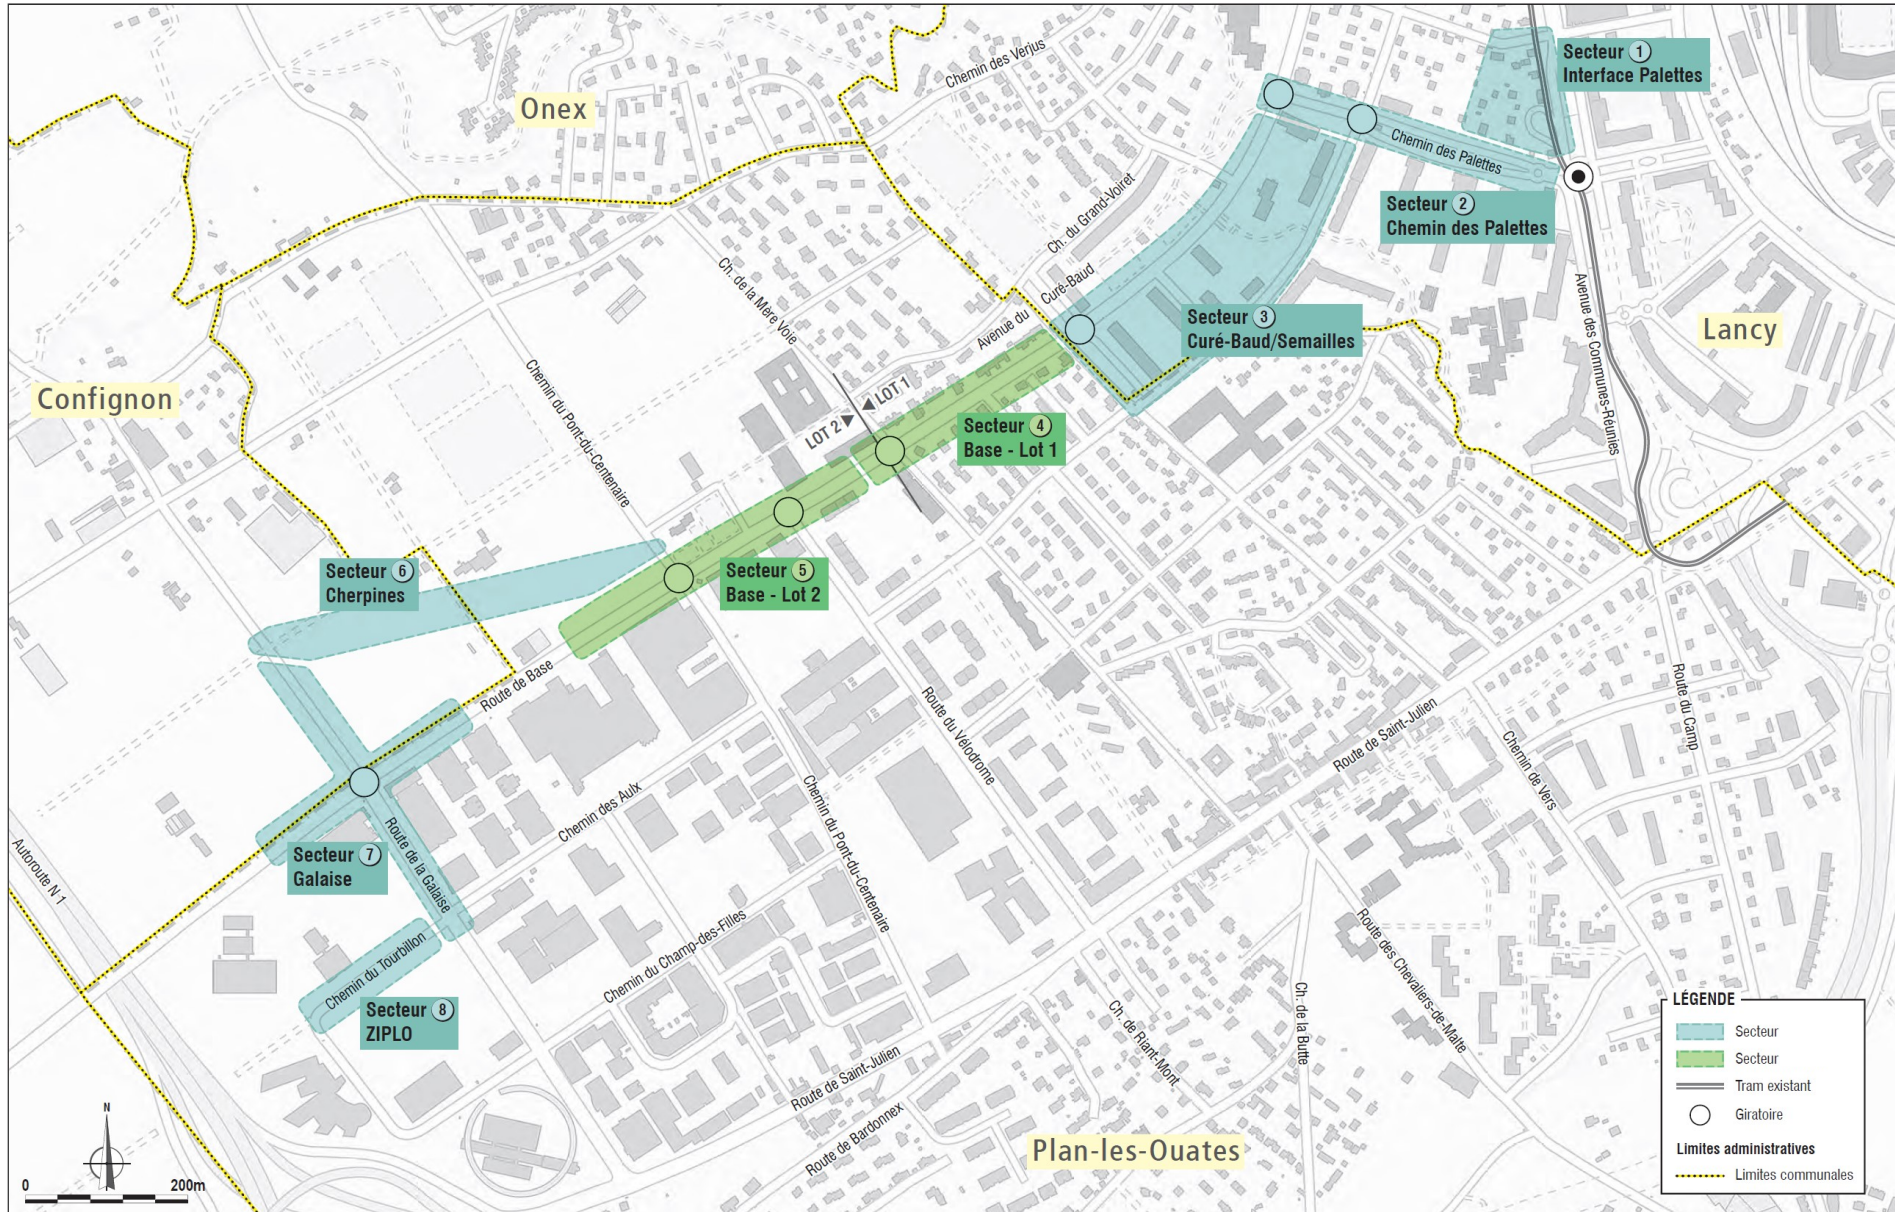 Secteur 1
Interface Palettes
Chemin des Verjus
Onex
Chemin des Palettes
Secteur 2
Chemin des Palettes
Ch. du Grand-Voiret
Ch. de la Mère Voie
Avenue du Curé-Baud
Secteur 3
Curé-Baud/Semailles
Avenue des Communes-Réunies
Lancy
Confignon
Chemin du Pont-du-Centenaire
LOT 2
LOT 1
Secteur 4
Base - Lot 1
Secteur 6
Cherpines
Secteur 5
Base - Lot 2
Route de Base
Route du Vélodrome
Route de Saint-Julien
Route du Camp
Chemin de Vers
Chemin des Aulx
Chemin du Pont-du-Centenaire
Autoroute N 1
Secteur 7
Galaise
Route de la Galaise
Chemin du Tourbillon
Secteur 8
ZIPLO
Chemin du Champ-des-Filles
Route des Chevaliers-de-Malte
Ch. de la Butte
Ch. de Riant-Mont
Route de Saint-Julien
Route de Bardonnex
Plan-les-Ouates
LÉGENDE
Secteur
Secteur
Tram existant
Giratoire
Limites administratives
Limites communales
N
0
200m